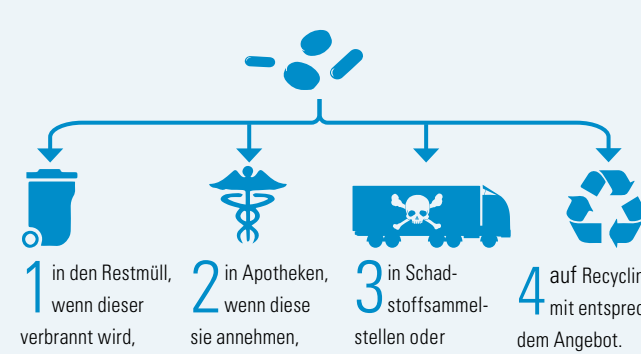 1 in den Restmüll,
wenn dieser
verbrannt wird,
2 in Apotheken,
wenn diese
sie annehmen,
3 in Schad-
stoffsammel-
stellen oder
4 auf
mit
dem Angebot.